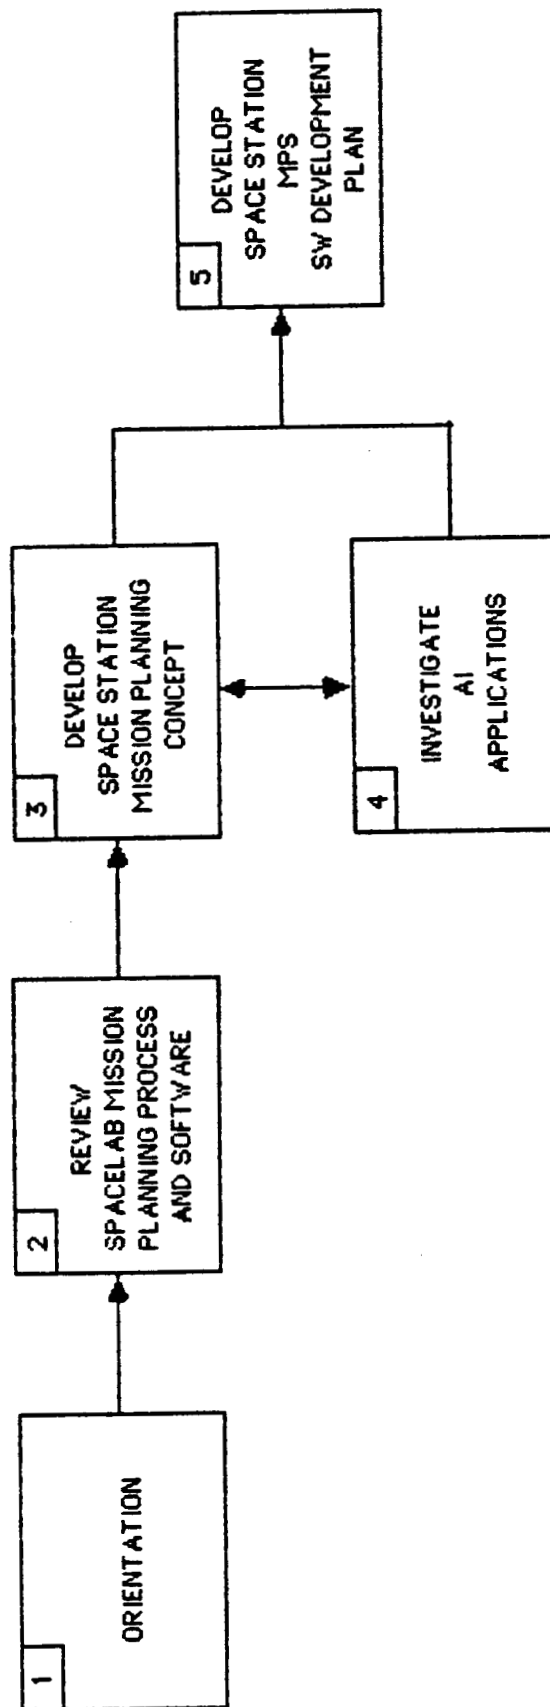 1
ORIENTATION
2
REVIEW
SPACELAB MISSION
PLANNING PROCESS
AND SOFTWARE
3
DEVELOP
SPACE STATION
MISSION PLANNING
CONCEPT
4
INVESTIGATE
AI
APPLICATIONS
5
DEVELOP
SPACE STATION
MPS
SW DEVELOPMENT
PLAN